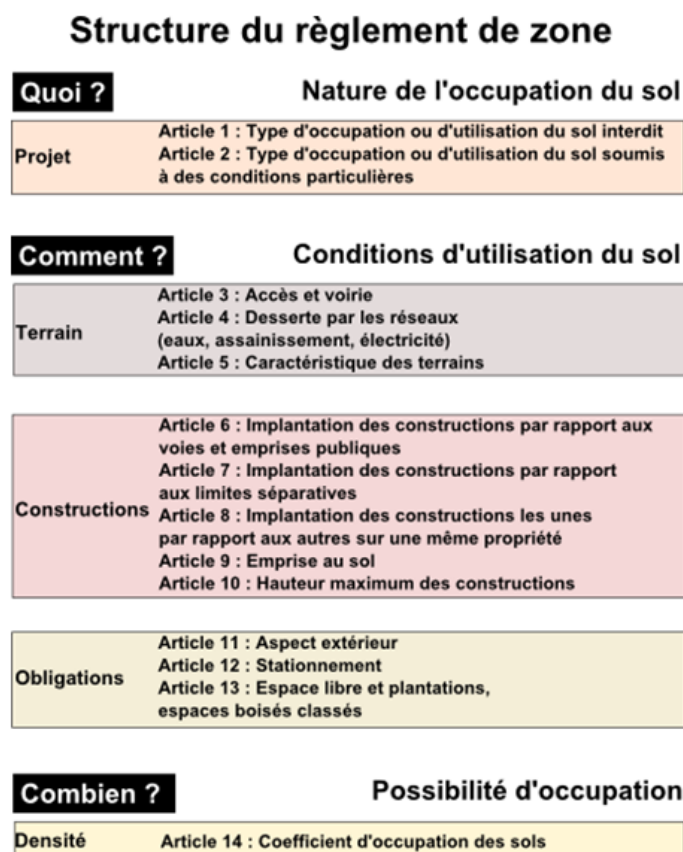 Structure du règlement de zone
Quoi ? Nature de l'occupation du sol
Projet
Article 1 : Type d'occupation ou d'utilisation du sol interdit
Article 2 : Type d'occupation ou d'utilisation du sol soumis
à des conditions particulières
Comment ? Conditions d'utilisation du sol
Terrain
Article 3 : Accès et voirie
Article 4 : Desserte par les réseaux
(eaux, assainissement, électricité)
Article 5 : Caractéristique des terrains
Constructions
Article 6 : Implantation des constructions par rapport aux
voies et emprises publiques
Article 7 : Implantation des constructions par rapport
aux limites séparatives
Article 8 : Implantation des constructions les unes
par rapport aux autres sur une même propriété
Article 9 : Emprise au sol
Article 10 : Hauteur maximum des constructions
Obligations
Article 11 : Aspect extérieur
Article 12 : Stationnement
Article 13 : Espace libre et plantations,
espaces boisés classés
Combien ? Possibilité d'occupation
Densité Article 14 : Coefficient d'occupation des sols